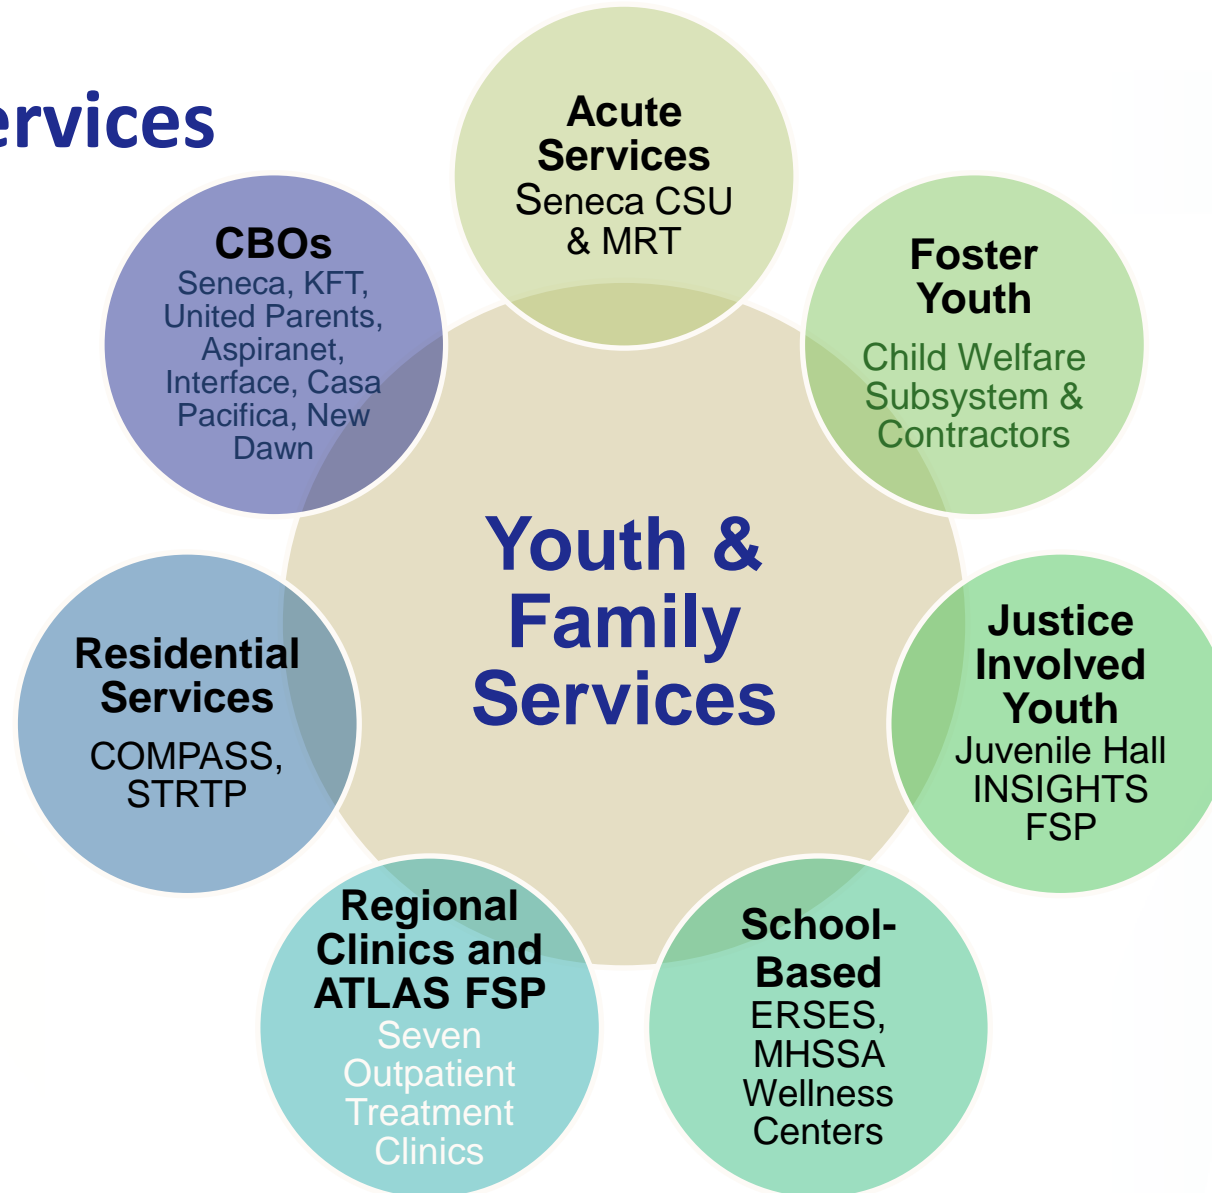 ervices
Acute
Services
Seneca CSU
& MRT
Foster
Youth
Child Welfare
Subsystem &
Contractors
Justice
Involved
Youth
Juvenile Hall
INSIGHTS
FSP
School-
Based
ERSES,
MHSSA
Wellness
Centers
Regional
Clinics and
ATLAS FSP
Seven
Outpatient
Treatment
Clinics
Residential
Services
COMPASS,
STRTP
CBOs
Seneca, KFT,
United Parents,
Aspiranet,
Interface, Casa
Pacifica, New
Dawn
Youth &
Family
Services